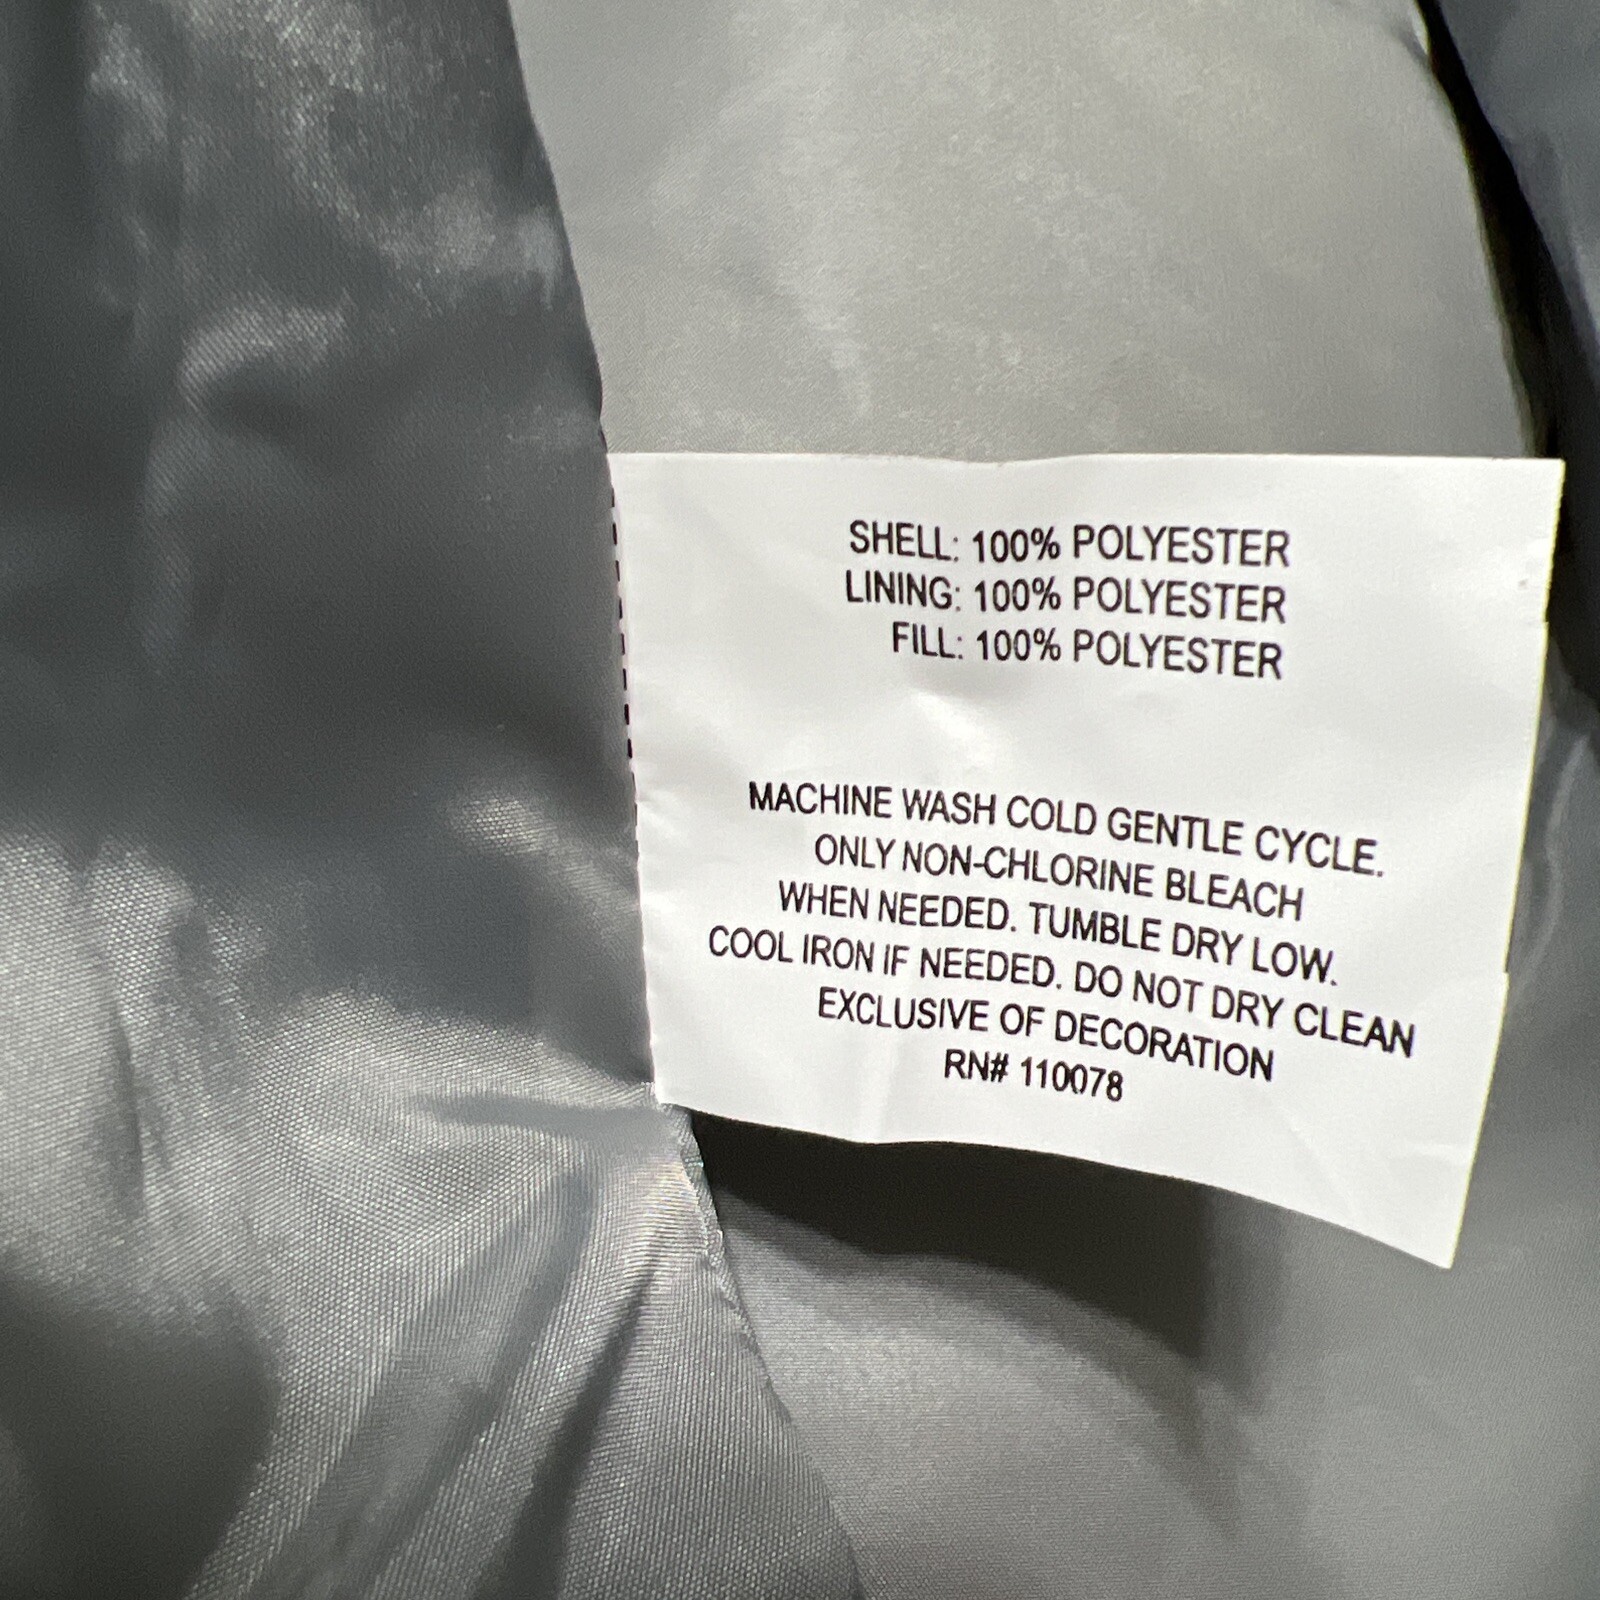 SHELL: 100% POLYESTER
LINING: 100% POLYESTER
FILL: 100% POLYESTER
MACHINE WASH COLD GENTLE CYCLE.
ONLY NON-CHLORINE BLEACH
WHEN NEEDED. TUMBLE DRY LOW.
COOL IRON IF NEEDED. DO NOT DRY CLEAN
EXCLUSIVE OF DECORATION
RN# 110078